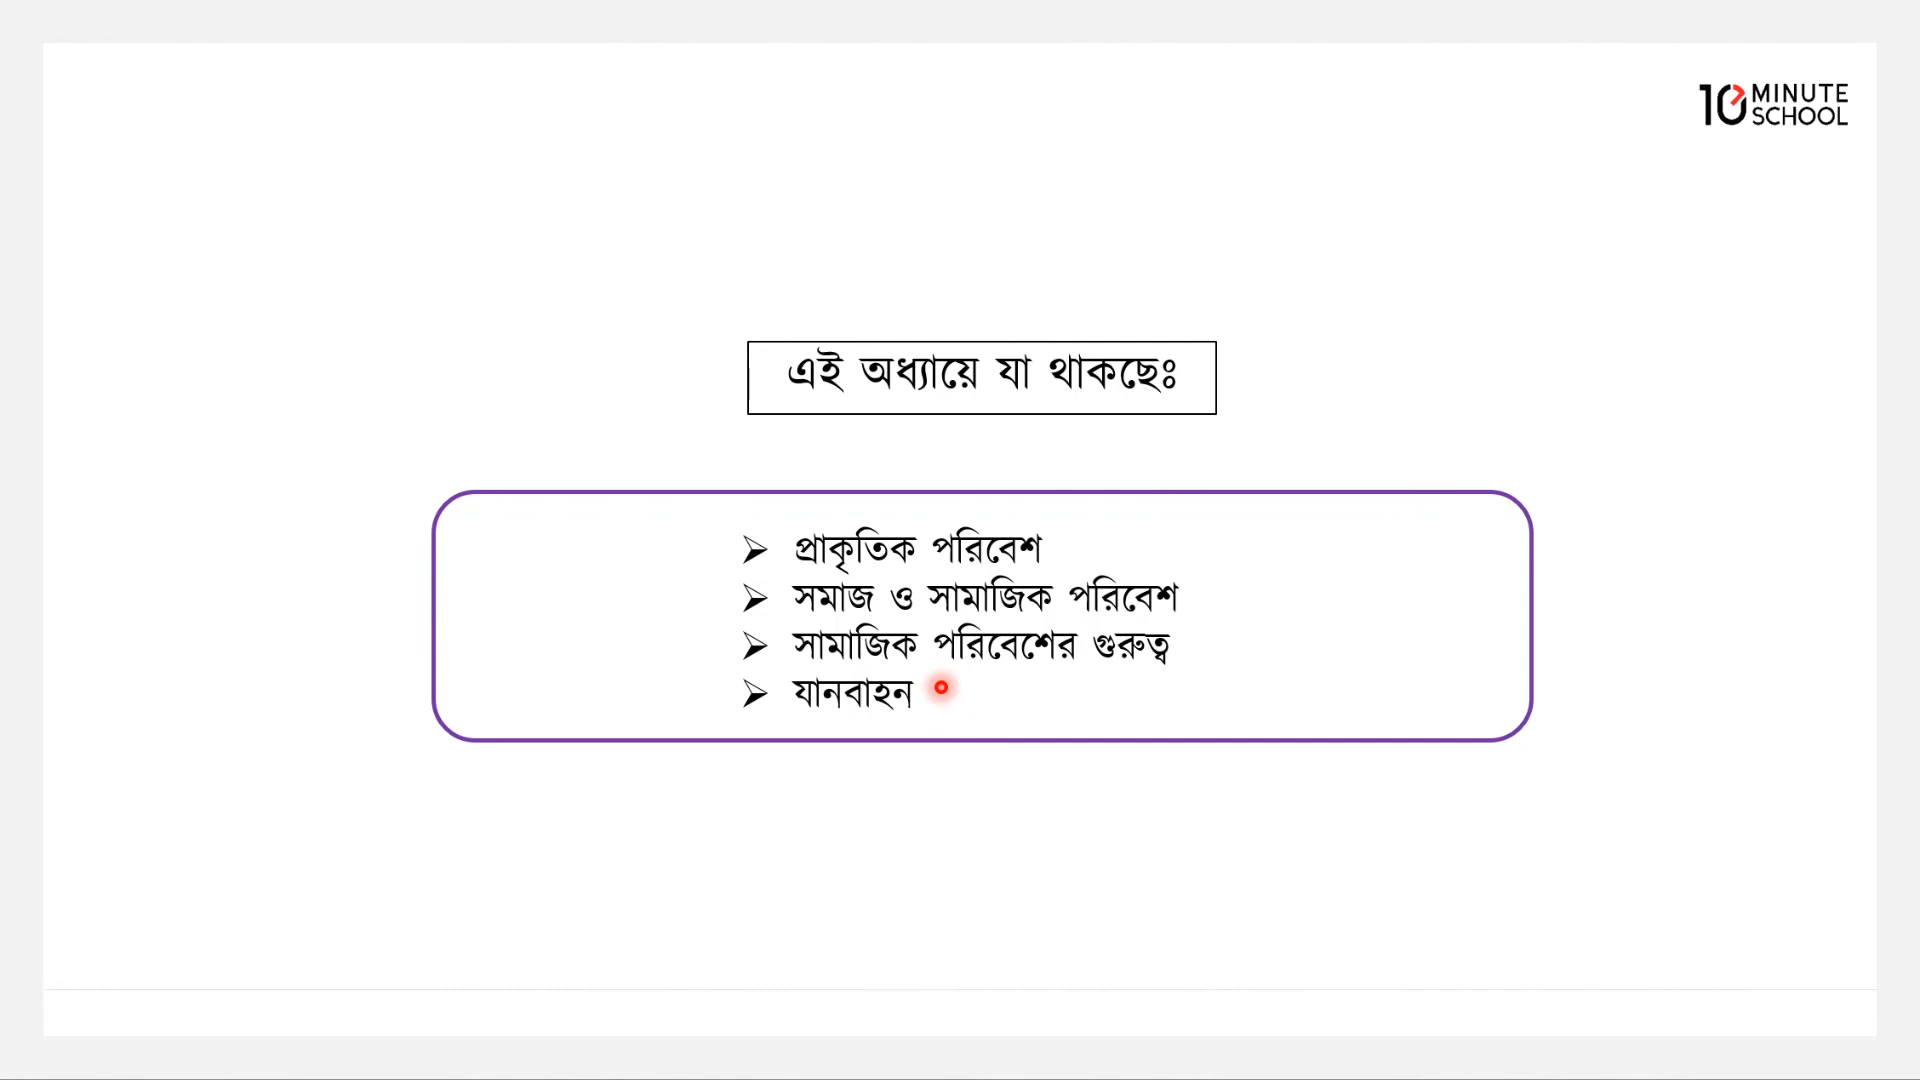 10 MINUTE
SCHOOL
এই অধ্যায়ে যা থাকছেঃ
➢ প্রাকৃতিক পরিবেশ
➢ সমাজ ও সামাজিক পরিবেশ
➢ সামাজিক পরিবেশের গুরুত্ব
➢ যানবাহন